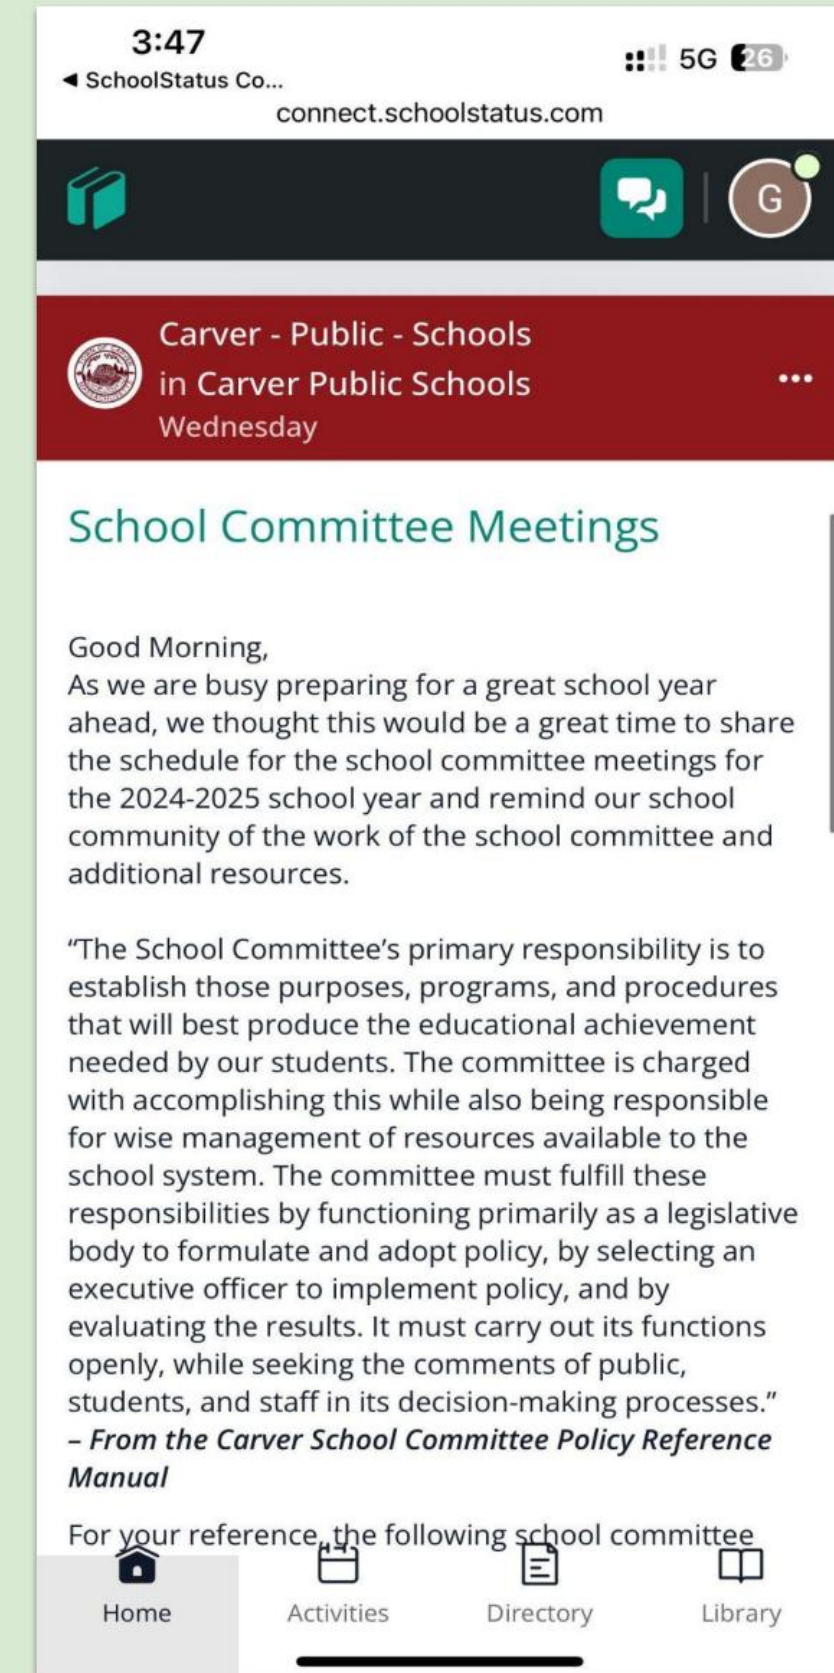 3:47
5G 26
◀ SchoolStatus Co...
connect.schoolstatus.com
G
Carver - Public - Schools
in Carver Public Schools
Wednesday
School Committee Meetings
Good Morning,
As we are busy preparing for a great school year
ahead, we thought this would be a great time to share
the schedule for the school committee meetings for
the 2024-2025 school year and remind our school
community of the work of the school committee and
additional resources.
“The School Committee’s primary responsibility is to
establish those purposes, programs, and procedures
that will best produce the educational achievement
needed by our students. The committee is charged
with accomplishing this while also being responsible
for wise management of resources available to the
school system. The committee must fulfill these
responsibilities by functioning primarily as a legislative
body to formulate and adopt policy, by selecting an
executive officer to implement policy, and by
evaluating the results. It must carry out its functions
openly, while seeking the comments of public,
students, and staff in its decision-making processes.”
– From the Carver School Committee Policy Reference
Manual
For your reference, the following school committee
Home
Activities
Directory
Library